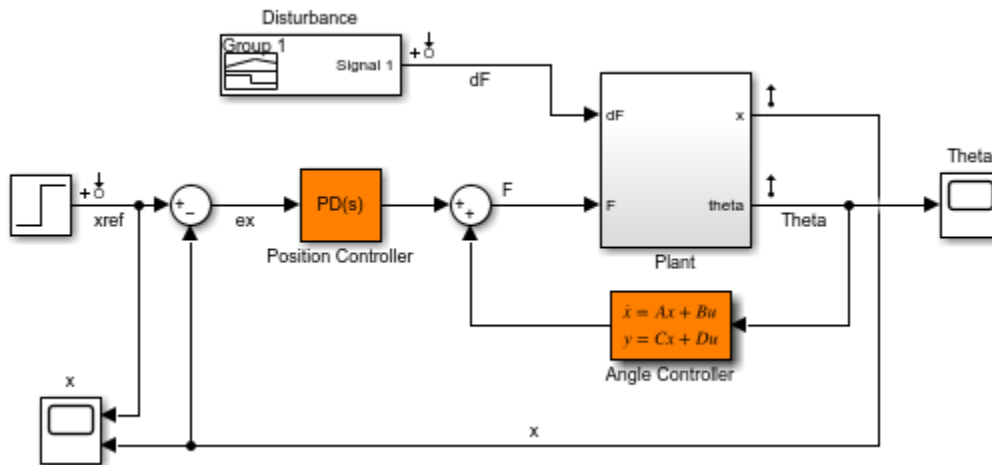 Disturbance
Group 1
Signal 1
dF
dF
x
Theta
xref
ex
PD(s)
F
F
theta
Theta
Position Controller
Plant
ẋ = Ax + Bu
y = Cx + Du
Angle Controller
x
x